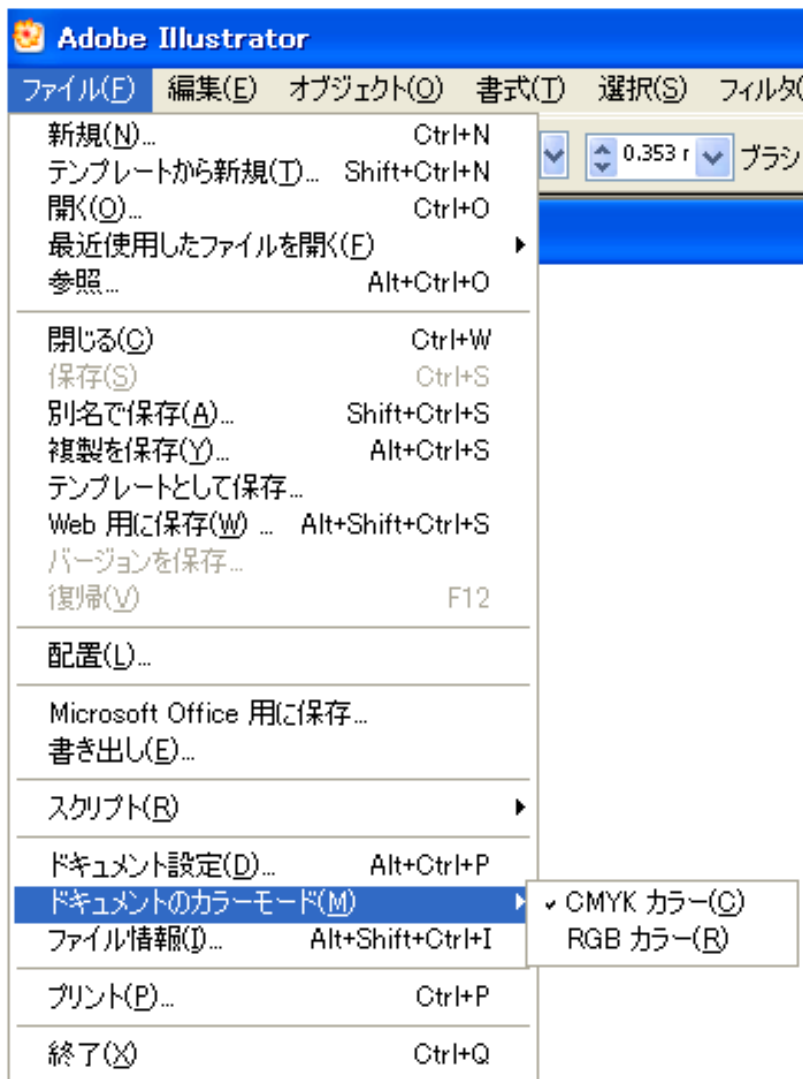 Adobe Illustrator
ファイル(F) 編集(E) オブジェクト(O) 書式(T) 選択(S) フィルタ(
0.353 r ブラシ
新規(N)... Ctrl+N
テンプレートから新規(T)... Shift+Ctrl+N
開く(O)... Ctrl+O
最近使用したファイルを開く(F)
参照... Alt+Ctrl+O
閉じる(C) Ctrl+W
保存(S) Ctrl+S
別名で保存(A)... Shift+Ctrl+S
複製を保存(Y)... Alt+Ctrl+S
テンプレートとして保存...
Web 用に保存(W) ... Alt+Shift+Ctrl+S
バージョンを保存...
復帰(V) F12
配置(L)...
Microsoft Office 用に保存...
書き出し(E)...
スクリプト(R)
ドキュメント設定(D)... Alt+Ctrl+P
ドキュメントのカラーモード(M) CMYK カラー(C)
ファイル情報(I)... Alt+Shift+Ctrl+I RGB カラー(R)
プリント(P)... Ctrl+P
終了(X) Ctrl+Q